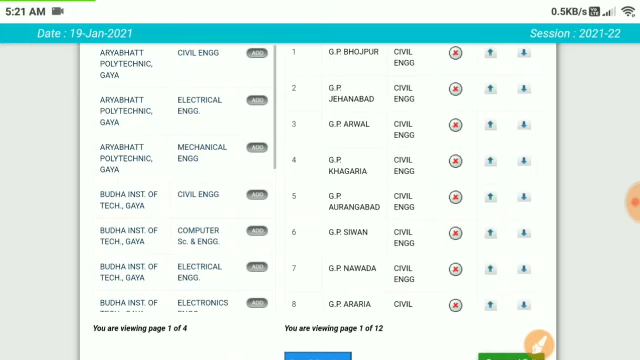 5:21 AM
0.5KB/s
Date : 19-Jan-2021
Session : 2021-22
ARYABHATT
POLYTECHNIC,
GAYA
CIVIL ENGG
ADD
ARYABHATT
POLYTECHNIC,
GAYA
ELECTRICAL
ENGG.
ADD
ARYABHATT
POLYTECHNIC,
GAYA
MECHANICAL
ENGG
ADD
BUDHA INST. OF
TECH., GAYA
CIVIL ENGG
ADD
BUDHA INST. OF
TECH., GAYA
COMPUTER
Sc. & ENGG.
ADD
BUDHA INST. OF
TECH., GAYA
ELECTRICAL
ENGG.
ADD
BUDHA INST. OF
ELECTRONICS
ADD
You are viewing page 1 of 4
1
G.P. BHOJPUR
CIVIL
ENGG
2
G.P.
JEHANABAD
CIVIL
ENGG
3
G.P. ARWAL
CIVIL
ENGG
4
G.P.
KHAGARIA
CIVIL
ENGG
5
G.P.
AURANGABAD
CIVIL
ENGG
6
G.P. SIWAN
CIVIL
ENGG
7
G.P. NAWADA
CIVIL
ENGG
8
G.P. ARARIA
CIVIL
You are viewing page 1 of 12